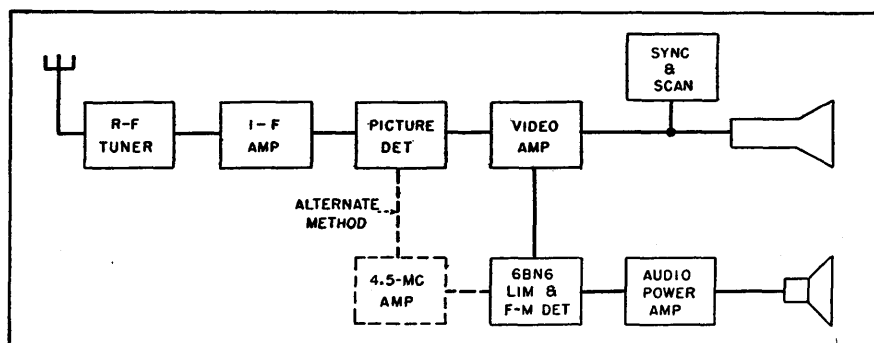 SYNC
&
SCAN
R-F
TUNER
I-F
AMP
PICTURE
DET
VIDEO
AMP
ALTERNATE
METHOD
4.5-MC
AMP
6BN6
LIM &
F-M DET
AUDIO
POWER
AMP